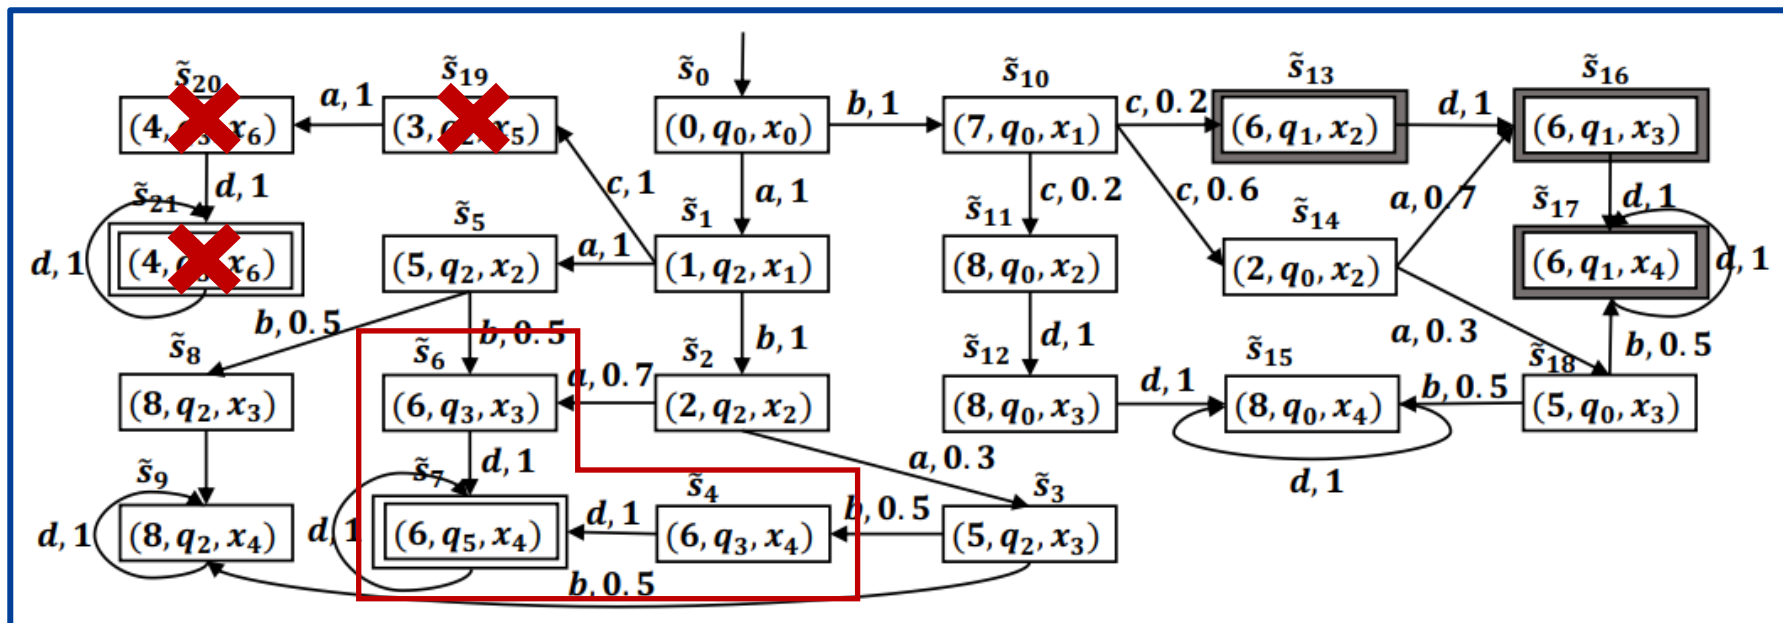 s̃₂₀ s̃₁₉ s̃₀ s̃₁₀ s̃₁₃ s̃₁₆
a, 1 b, 1 c, 0.2 d, 1
(4, x₆) (3, x₅) (0, q₀, x₀) (7, q₀, x₁) (6, q₁, x₂) (6, q₁, x₃)
d, 1 c, 1 a, 1 c, 0.2 c, 0.6 a, 0.7 d, 1
s̃₂₁ s̃₅ s̃₁ s̃₁₁ s̃₁₄ s̃₁₇
d, 1 (4, x₆) (5, q₂, x₂) a, 1 (1, q₂, x₁) (8, q₀, x₂) (2, q₀, x₂) (6, q₁, x₄) d, 1
b, 0.5 b, 0.5 b, 1 d, 1 a, 0.3 b, 0.5
s̃₈ s̃₆ s̃₂ s̃₁₂ s̃₁₅ s̃₁₈
a, 0.7 d, 1 b, 0.5
(8, q₂, x₃) (6, q₃, x₃) (2, q₂, x₂) (8, q₀, x₃) (8, q₀, x₄) (5, q₀, x₃)
d, 1 a, 0.3 d, 1
s̃₉ s̃₇ s̃₄ s̃₃
d, 1 (8, q₂, x₄) d, 1 (6, q₅, x₄) d, 1 (6, q₃, x₄) b, 0.5 (5, q₂, x₃)
b, 0.5